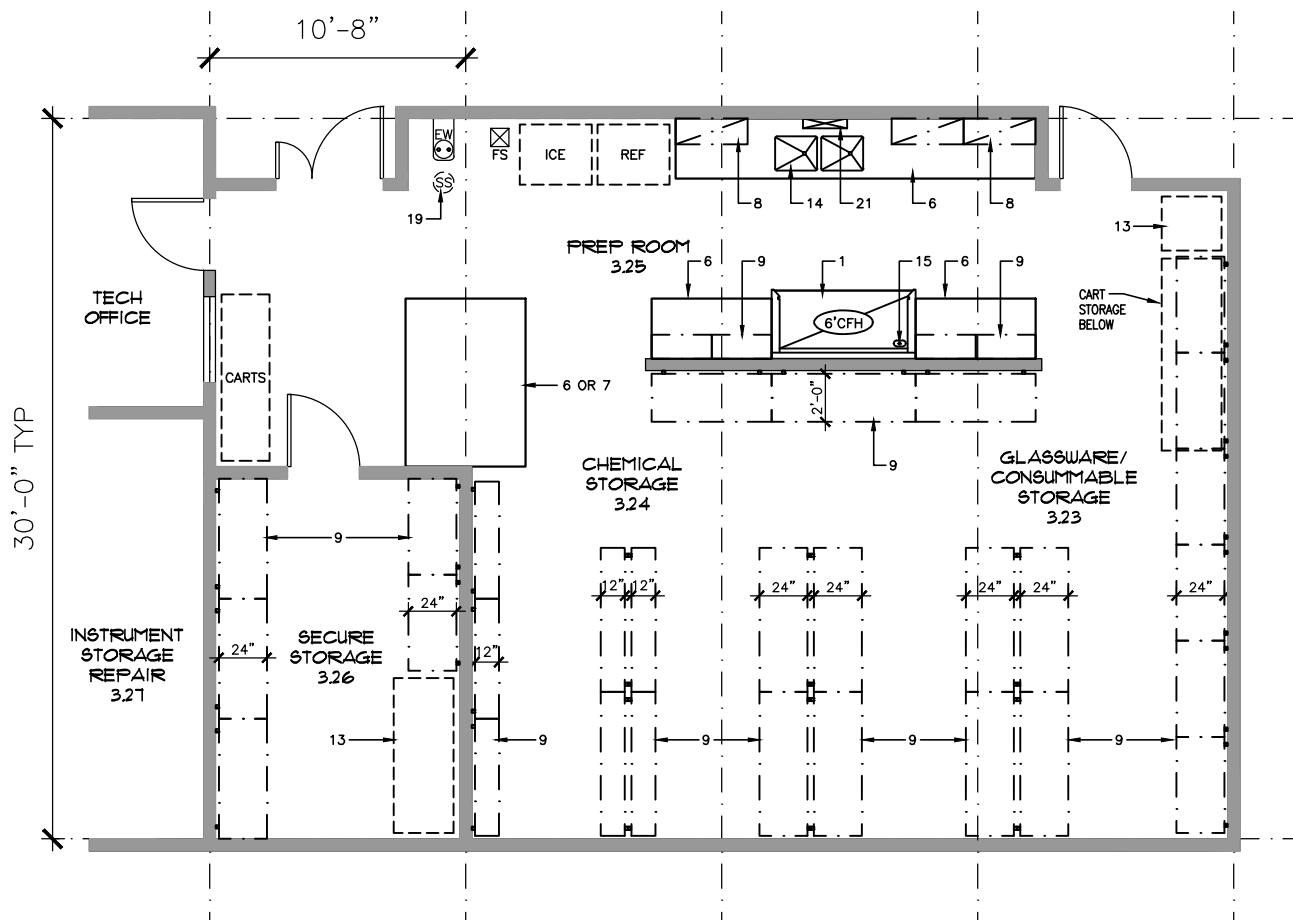 10'-8"
EW
FS
ICE
REF
SS
19
8
14
21
6
8
13
PREP ROOM
3.25
6
9
1
15
6
9
TECH
OFFICE
6'CFH
CART
STORAGE
BELOW
CARTS
6 OR 7
2'-0"
30'-0" TYP
9
CHEMICAL
STORAGE
3.24
GLASSWARE/
CONSUMMABLE
STORAGE
3.23
9
12"
12"
24"
24"
24"
24"
24"
24"
INSTRUMENT
STORAGE
REPAIR
3.27
SECURE
STORAGE
3.26
24"
12"
13
9
9
9
9